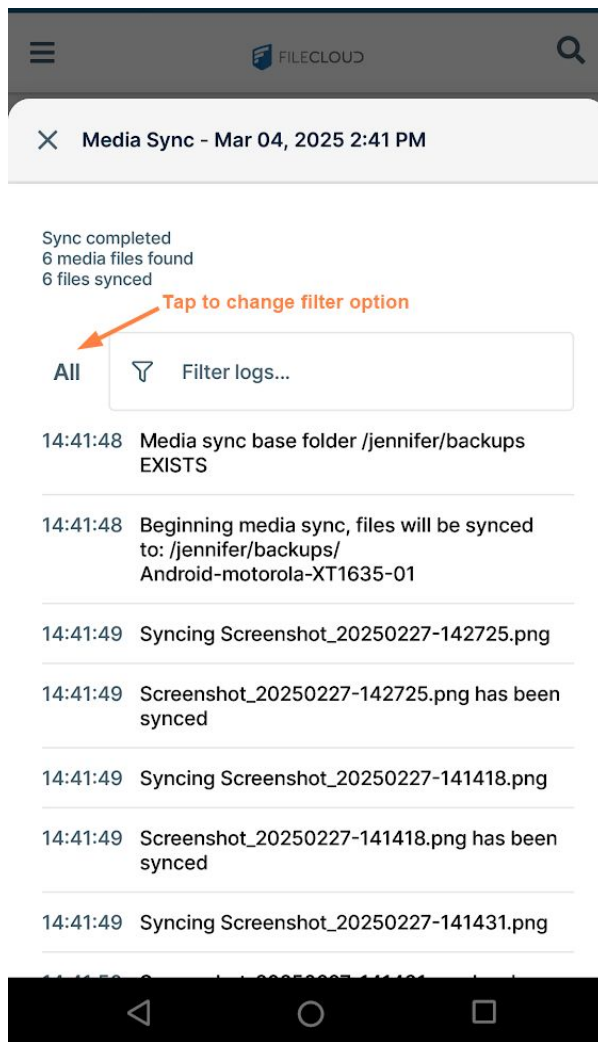 FILECLOUD
Media Sync - Mar 04, 2025 2:41 PM
Sync completed
6 media files found
6 files synced
Tap to change filter option
All
Filter logs...
14:41:48 Media sync base folder /jennifer/backups
EXISTS
14:41:48 Beginning media sync, files will be synced
to: /jennifer/backups/
Android-motorola-XT1635-01
14:41:49 Syncing Screenshot_20250227-142725.png
14:41:49 Screenshot_20250227-142725.png has been
synced
14:41:49 Syncing Screenshot_20250227-141418.png
14:41:49 Screenshot_20250227-141418.png has been
synced
14:41:49 Syncing Screenshot_20250227-141431.png